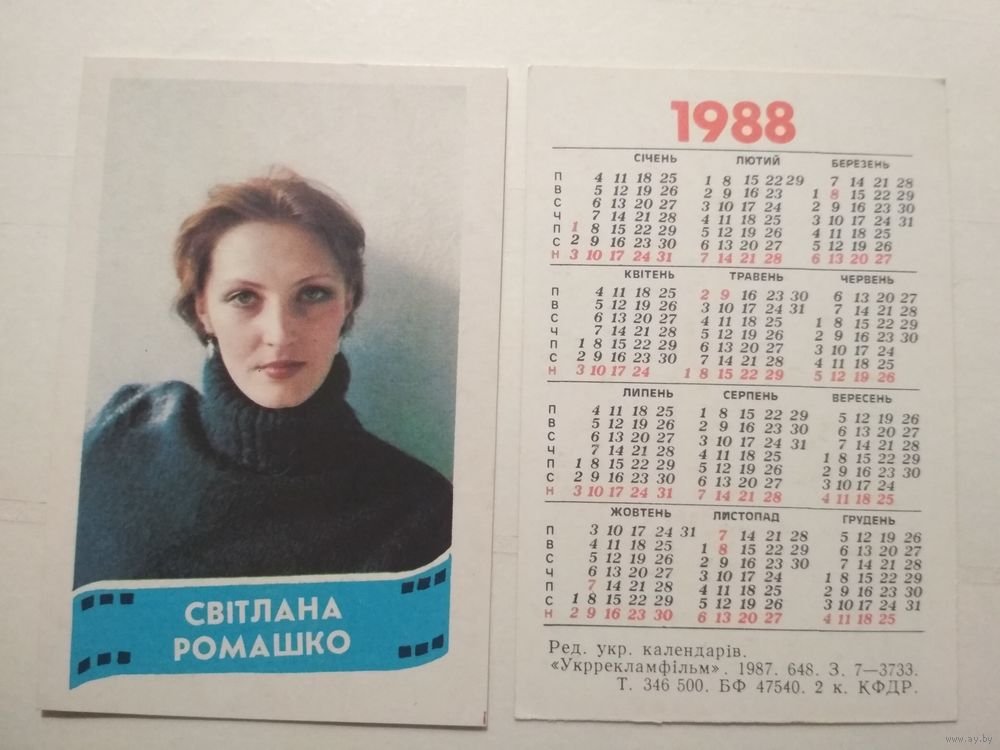 СВІТЛАНА
РОМАШКО
1988
СІЧЕНЬ ЛЮТИЙ БЕРЕЗЕНЬ
П 4 11 18 25 1 8 15 22 29 7 14 21 28
В 5 12 19 26 2 9 16 23 1 8 15 22 29
С 6 13 20 27 3 10 17 24 2 9 16 23 30
Ч 7 14 21 28 4 11 18 25 3 10 17 24 31
П 1 8 15 22 29 5 12 19 26 4 11 18 25
С 2 9 16 23 30 6 13 20 27 5 12 19 26
Н 3 10 17 24 31 7 14 21 28 6 13 20 27
КВІТЕНЬ ТРАВЕНЬ ЧЕРВЕНЬ
П 4 11 18 25 2 9 16 23 30 6 13 20 27
В 5 12 19 26 3 10 17 24 31 7 14 21 28
С 6 13 20 27 4 11 18 25 1 8 15 22 29
Ч 7 14 21 28 5 12 19 26 2 9 16 23 30
П 1 8 15 22 29 6 13 20 27 3 10 17 24
С 2 9 16 23 30 7 14 21 28 4 11 18 25
Н 3 10 17 24 1 8 15 22 29 5 12 19 26
ЛИПЕНЬ СЕРПЕНЬ ВЕРЕСЕНЬ
П 4 11 18 25 1 8 15 22 29 5 12 19 26
В 5 12 19 26 2 9 16 23 30 6 13 20 27
С 6 13 20 27 3 10 17 24 31 7 14 21 28
Ч 7 14 21 28 4 11 18 25 1 8 15 22 29
П 1 8 15 22 29 5 12 19 26 2 9 16 23 30
С 2 9 16 23 30 6 13 20 27 3 10 17 24
Н 3 10 17 24 31 7 14 21 28 4 11 18 25
ЖОВТЕНЬ ЛИСТОПАД ГРУДЕНЬ
П 3 10 17 24 31 7 14 21 28 5 12 19 26
В 4 11 18 25 1 8 15 22 29 6 13 20 27
С 5 12 19 26 2 9 16 23 30 7 14 21 28
Ч 6 13 20 27 3 10 17 24 1 8 15 22 29
П 7 14 21 28 4 11 18 25 2 9 16 23 30
С 1 8 15 22 29 5 12 19 26 3 10 17 24 31
Н 2 9 16 23 30 6 13 20 27 4 11 18 25
Ред. укр. календарів.
«Укррекламфільм». 1987. 648. З. 7—3733.
Т. 346 500. БФ 47540. 2 к. КФДР.
www.ay.by